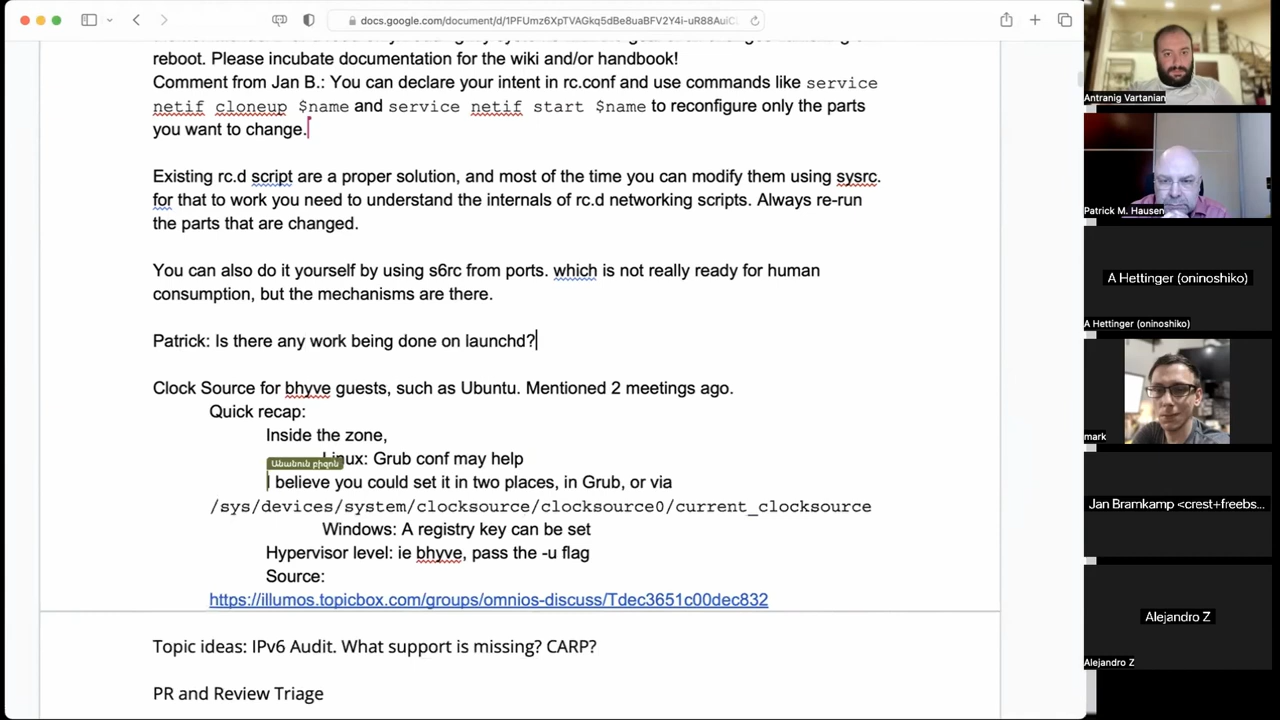 docs.google.com/document/d/1PFUmz6XpTVAGkq5dBe8uaBFV2Y4i-uR88AuiC
reboot. Please incubate documentation for the wiki and/or handbook!
Comment from Jan B.: You can declare your intent in rc.conf and use commands like service
netif cloneup $name and service netif start $name to reconfigure only the parts
you want to change.
Existing rc.d script are a proper solution, and most of the time you can modify them using sysrc.
for that to work you need to understand the internals of rc.d networking scripts. Always re-run
the parts that are changed.
You can also do it yourself by using s6rc from ports. which is not really ready for human
consumption, but the mechanisms are there.
Patrick: Is there any work being done on launchd?
Clock Source for bhyve guests, such as Ubuntu. Mentioned 2 meetings ago.
Quick recap:
Inside the zone,
Linux: Grub conf may help
Անանուն բիզոն
I believe you could set it in two places, in Grub, or via
/sys/devices/system/clocksource/clocksource0/current_clocksource
Windows: A registry key can be set
Hypervisor level: ie bhyve, pass the -u flag
Source:
https://illumos.topicbox.com/groups/omnios-discuss/Tdec3651c00dec832
Topic ideas: IPv6 Audit. What support is missing? CARP?
PR and Review Triage
Antranig Vartanian
Patrick M. Hausen
A Hettinger (oninoshiko)
A Hettinger (oninoshiko)
mark
Jan Bramkamp <crest+freebs...
Alejandro Z
Alejandro Z